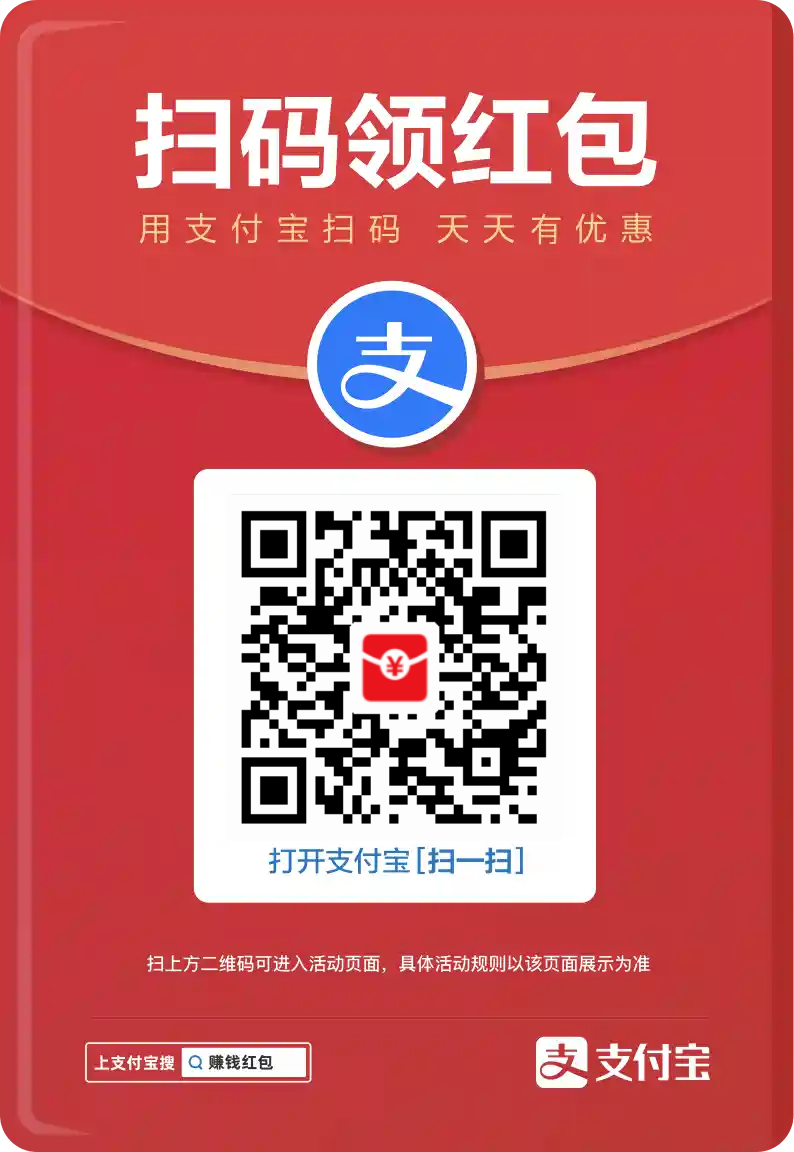 扫码领红包
用支付宝扫码 天天有优惠
支
¥
打开支付宝[扫一扫]
扫上方二维码可进入活动页面，具体活动规则以该页面展示为准
上支付宝搜 赚钱红包
支 支付宝